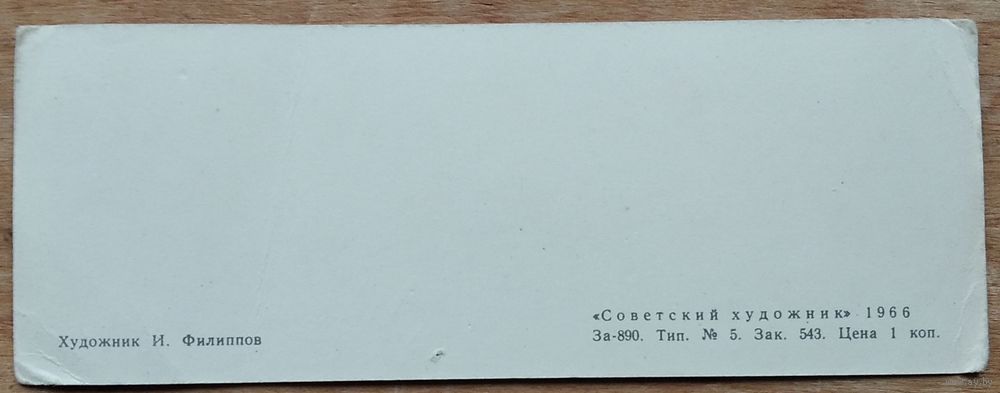 Художник И. Филиппов
«Советский художник» 1966
За-890. Тип. № 5. Зак. 543. Цена 1 коп.